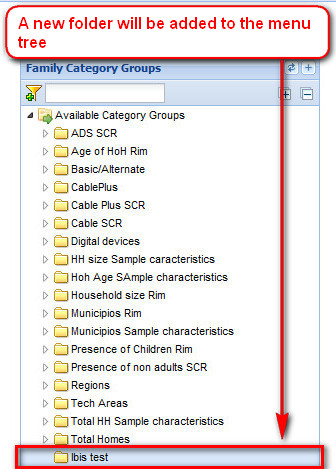 A new folder will be added to the menu
tree
Family Category Groups
Available Category Groups
ADS SCR
Age of HoH Rim
Basic/Alternate
CablePlus
Cable Plus SCR
Cable SCR
Digital devices
HH size Sample caracteristics
Hoh Age SAmple characteristics
Household size Rim
Municipios Rim
Municipios Sample characteristics
Presence of Children Rim
Presence of non adults SCR
Regions
Tech Areas
Total HH Sample characteristics
Total Homes
Ibis test